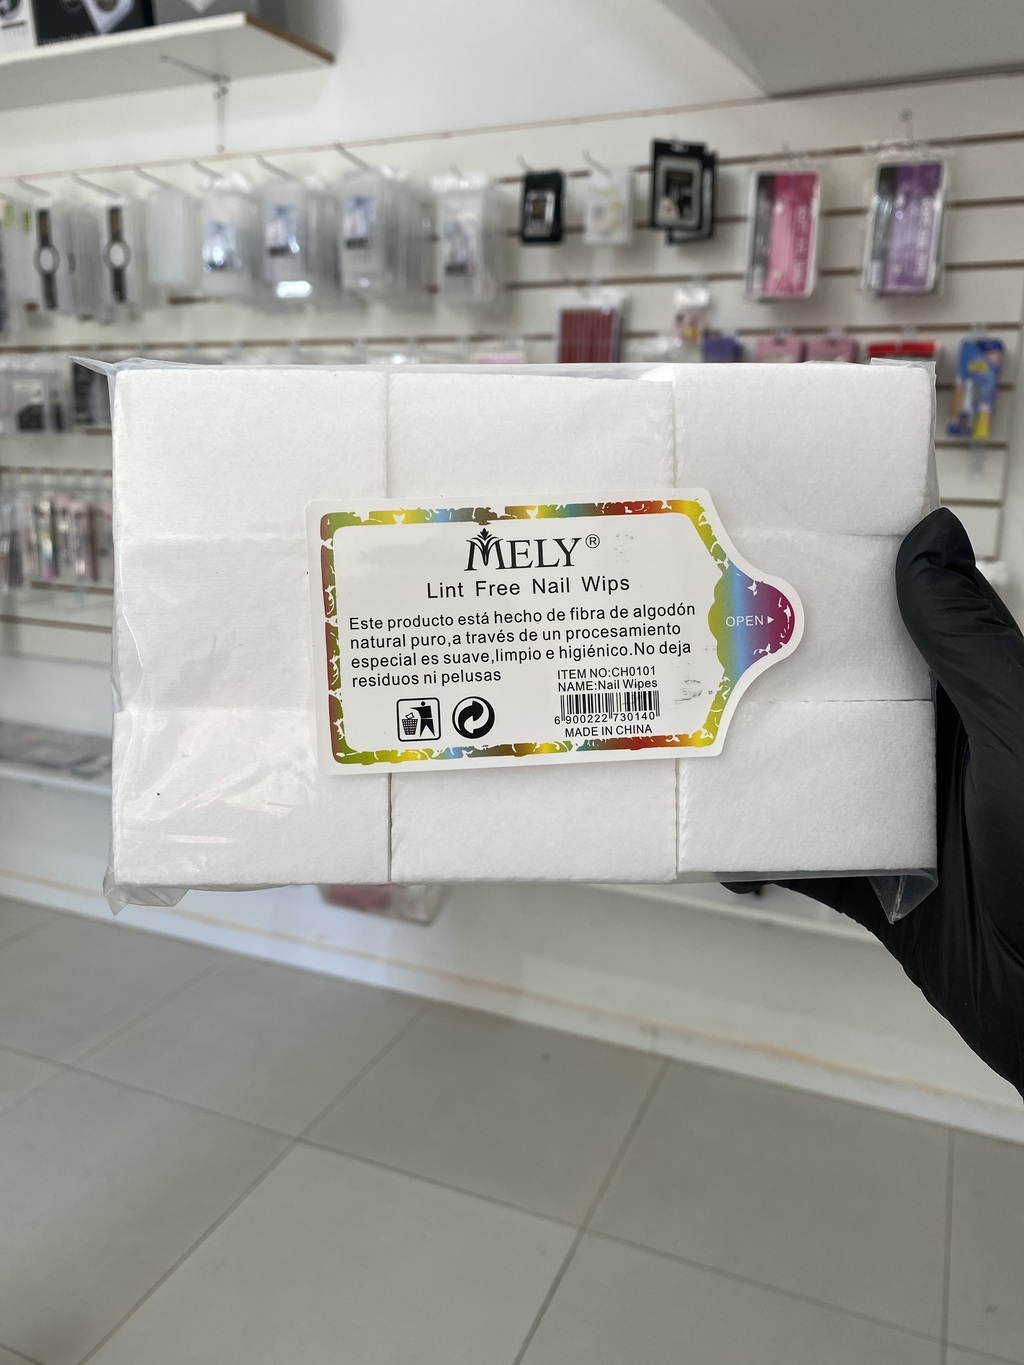 MELY®
Lint Free Nail Wips
Este producto está hecho de fibra de algodón
natural puro,a través de un procesamiento
especial es suave,limpio e higiénico.No deja
residuos ni pelusas
ITEM NO:CH0101
NAME:Nail Wipes
6 900222 730140
MADE IN CHINA
OPEN▸